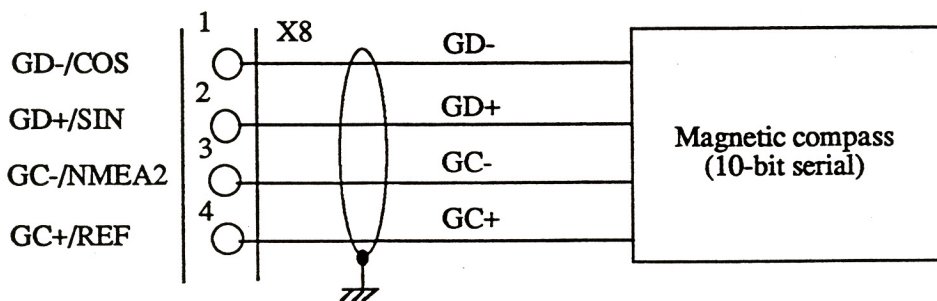 1
X8
GD-/COS
GD-
2
GD+/SIN
GD+
3
GC-/NMEA2
GC-
4
GC+/REF
GC+
Magnetic compass
(10-bit serial)